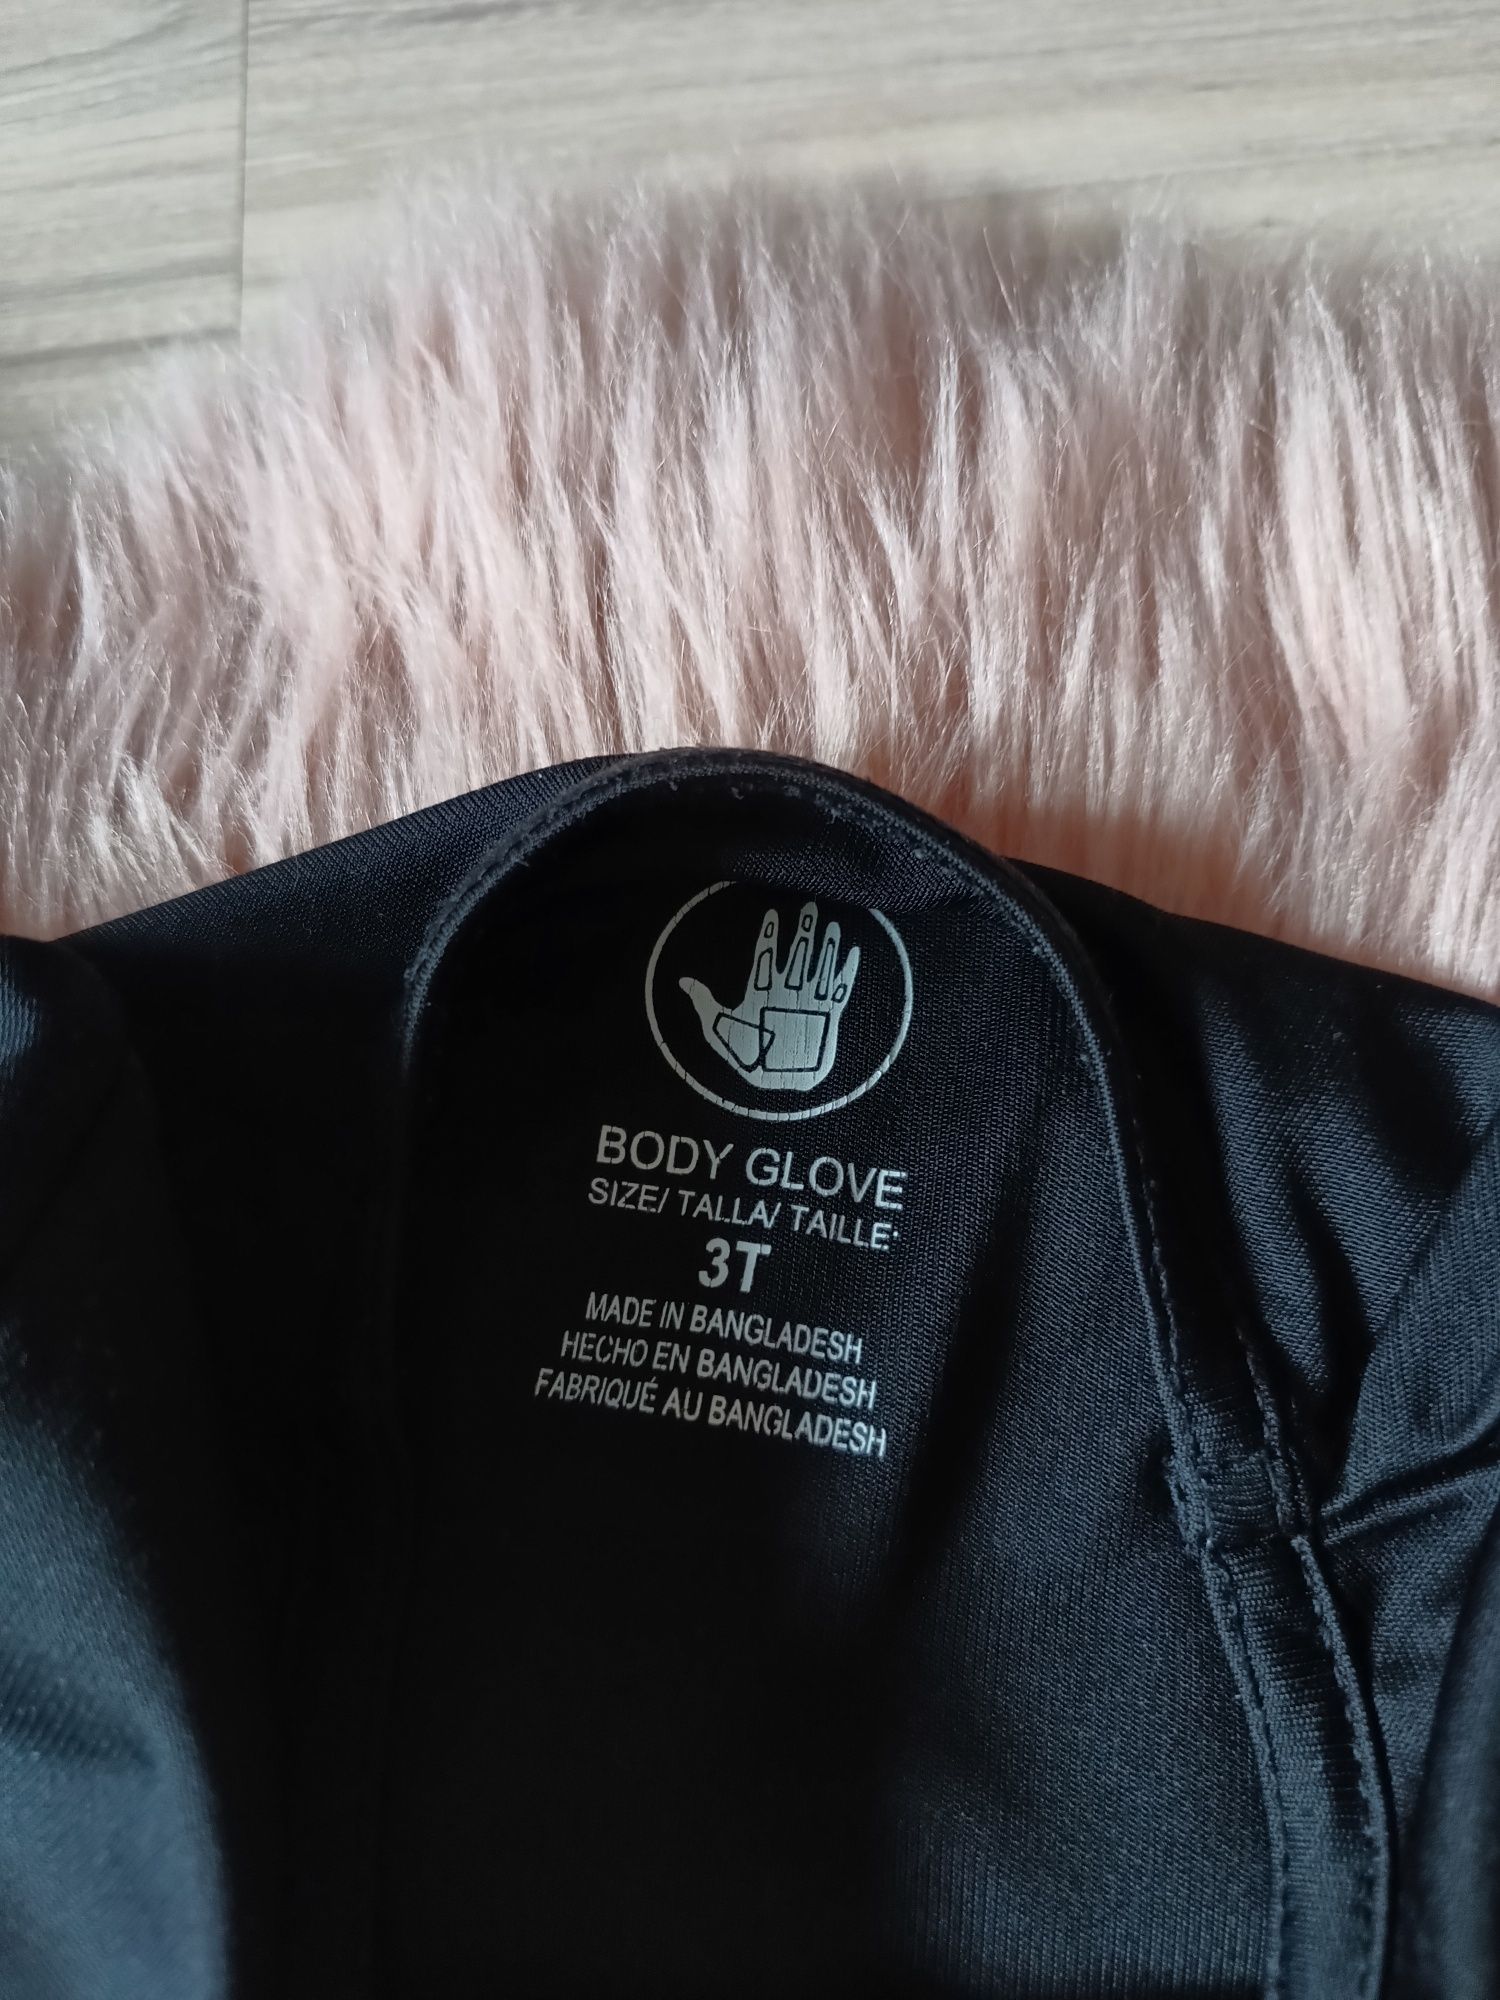 BODY GLOVE
SIZE/ TALLA/ TAILLE:
3T
MADE IN BANGLADESH
HECHO EN BANGLADESH
FABRIQUÉ AU BANGLADESH